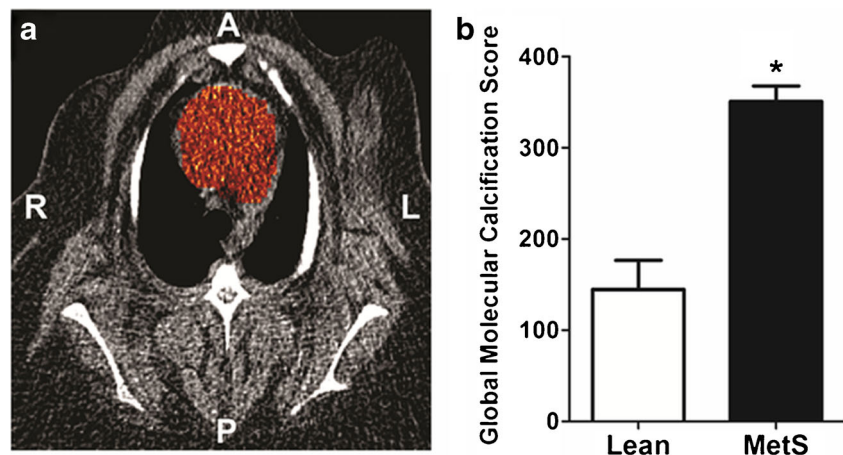 a
A
R
L
P
b
Global Molecular Calcification Score
400
300
200
100
0
*
Lean
MetS